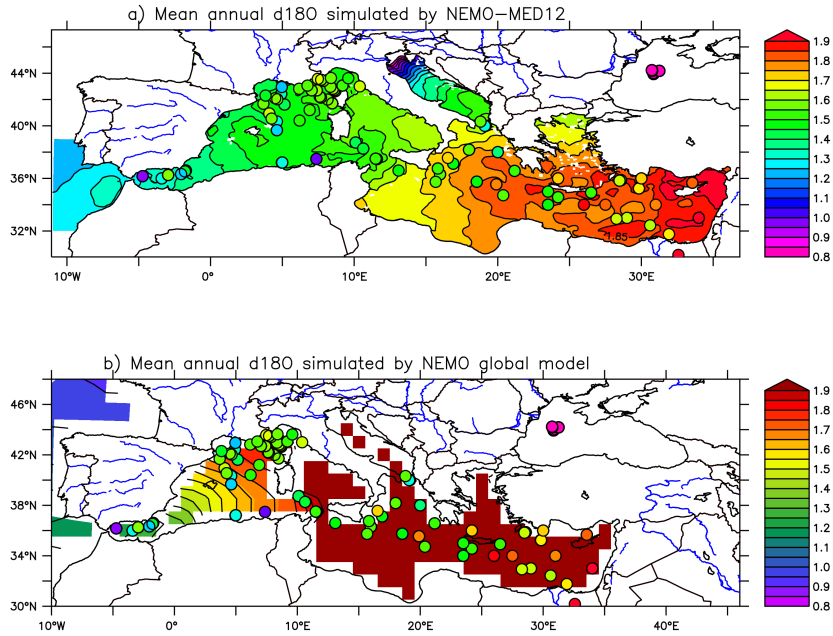 a) Mean annual d18O simulated by NEMO-MED12
44°N
40°N
36°N
32°N
10°W 0° 10°E 20°E 30°E
1.85
1.9
1.8
1.7
1.6
1.5
1.4
1.3
1.2
1.1
1.0
0.9
0.8
b) Mean annual d18O simulated by NEMO global model
46°N
42°N
38°N
34°N
30°N
10°W 0° 10°E 20°E 30°E 40°E
1.9
1.8
1.7
1.6
1.5
1.4
1.3
1.2
1.1
1.0
0.9
0.8